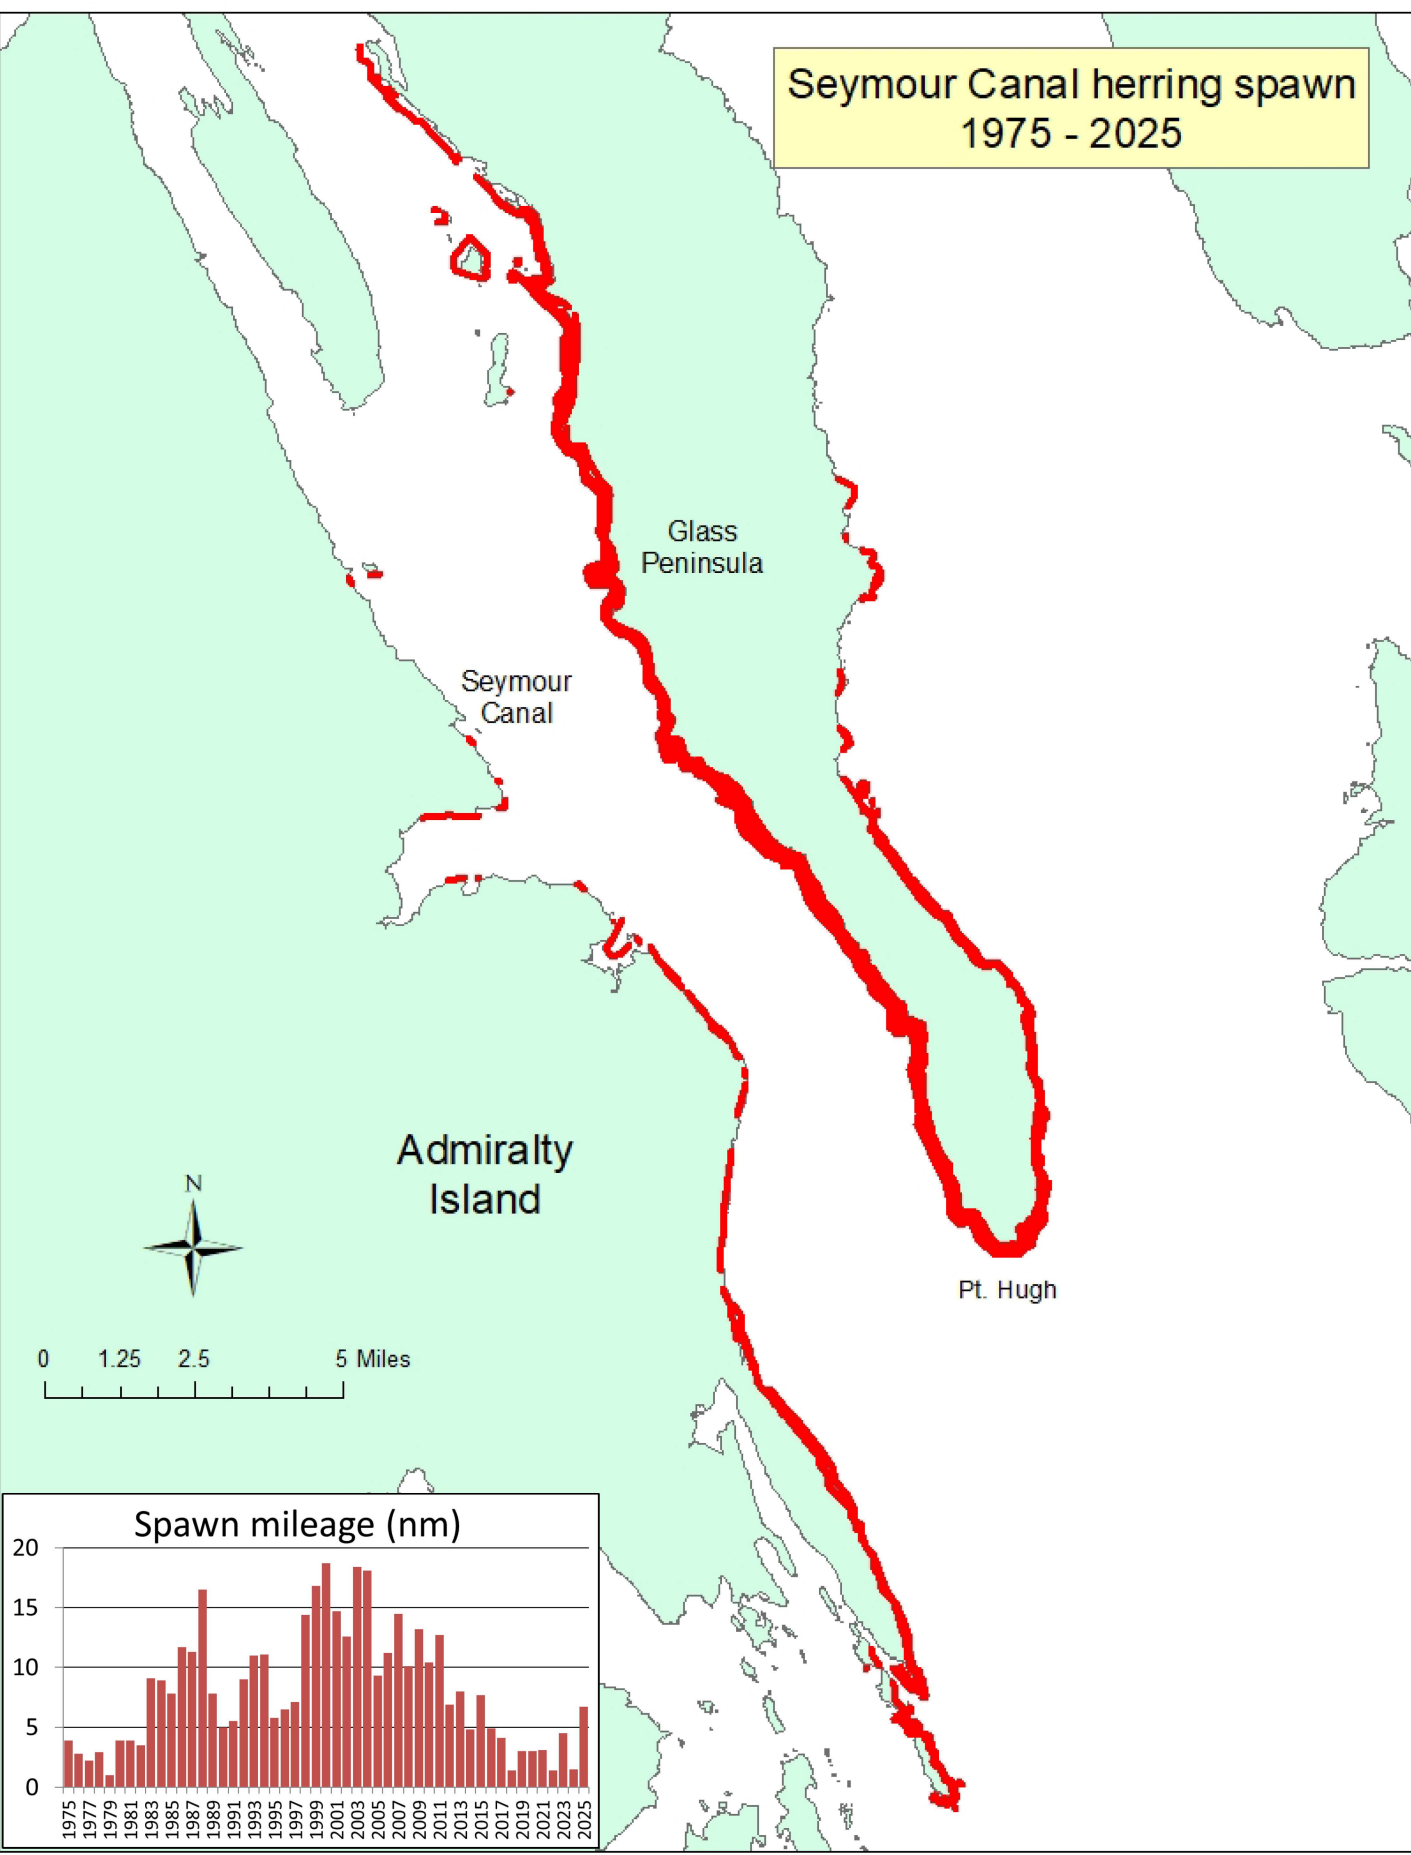 Seymour Canal herring spawn
1975 - 2025
Glass
Peninsula
Seymour
Canal
Admiralty
Island
N
Pt. Hugh
0 1.25 2.5 5 Miles
Spawn mileage (nm)
20
15
10
5
0
1975 1977 1979 1981 1983 1985 1987 1989 1991 1993 1995 1997 1999 2001 2003 2005 2007 2009 2011 2013 2015 2017 2019 2021 2023 2025